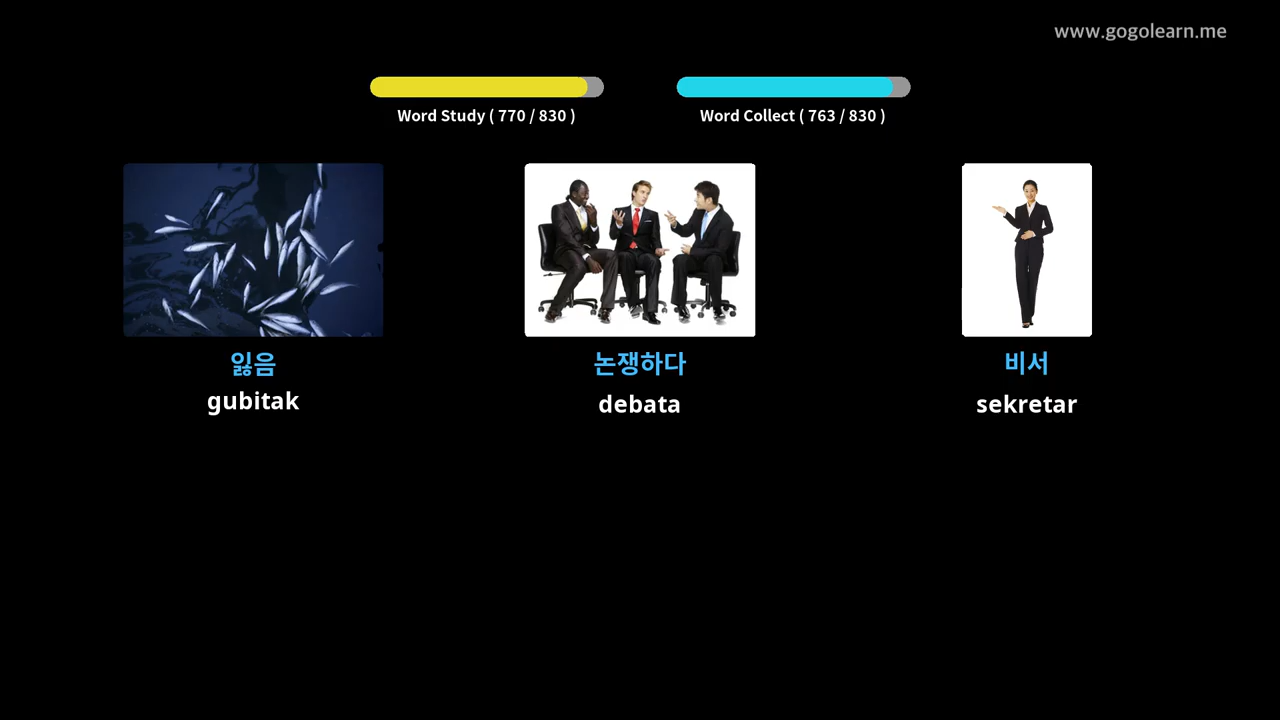 www.gogolearn.me
Word Study ( 770 / 830 )
Word Collect ( 763 / 830 )
잃음
논쟁하다
비서
gubitak
debata
sekretar